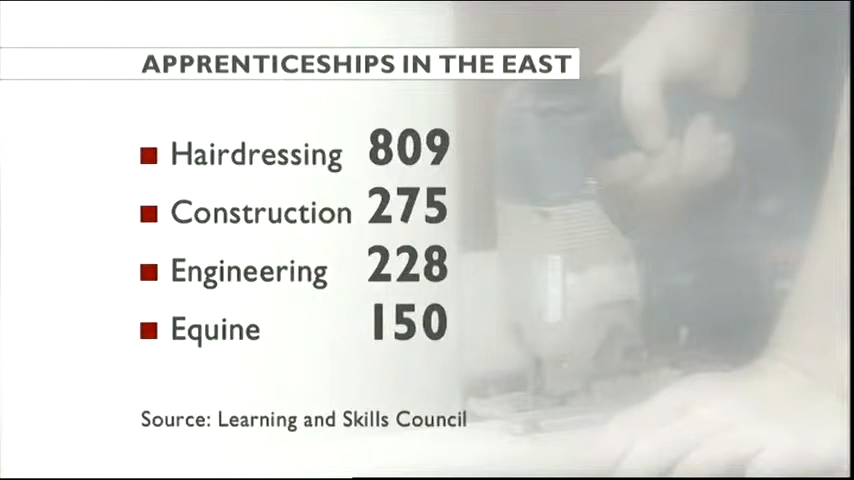 APPRENTICESHIPS IN THE EAST
Hairdressing 809
Construction 275
Engineering 228
Equine 150
Source: Learning and Skills Council